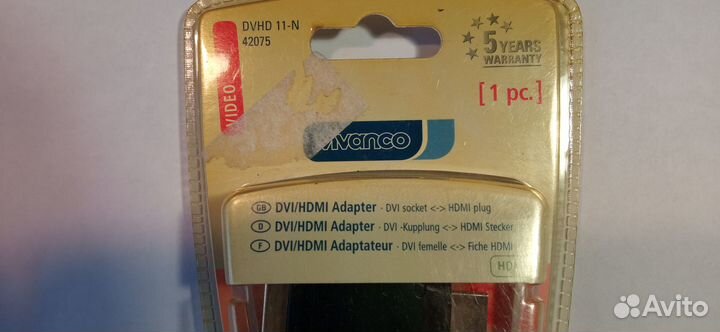 DVHD 11-N
42075
VIDEO
5 YEARS
WARRANTY
[1 pc.]
vivanco
GB DVI/HDMI Adapter · DVI socket <-> HDMI plug
D DVI/HDMI Adapter · DVI -Kupplung <-> HDMI Stecker
F DVI/HDMI Adaptateur · DVI femelle <-> Fiche HDMI
Avito